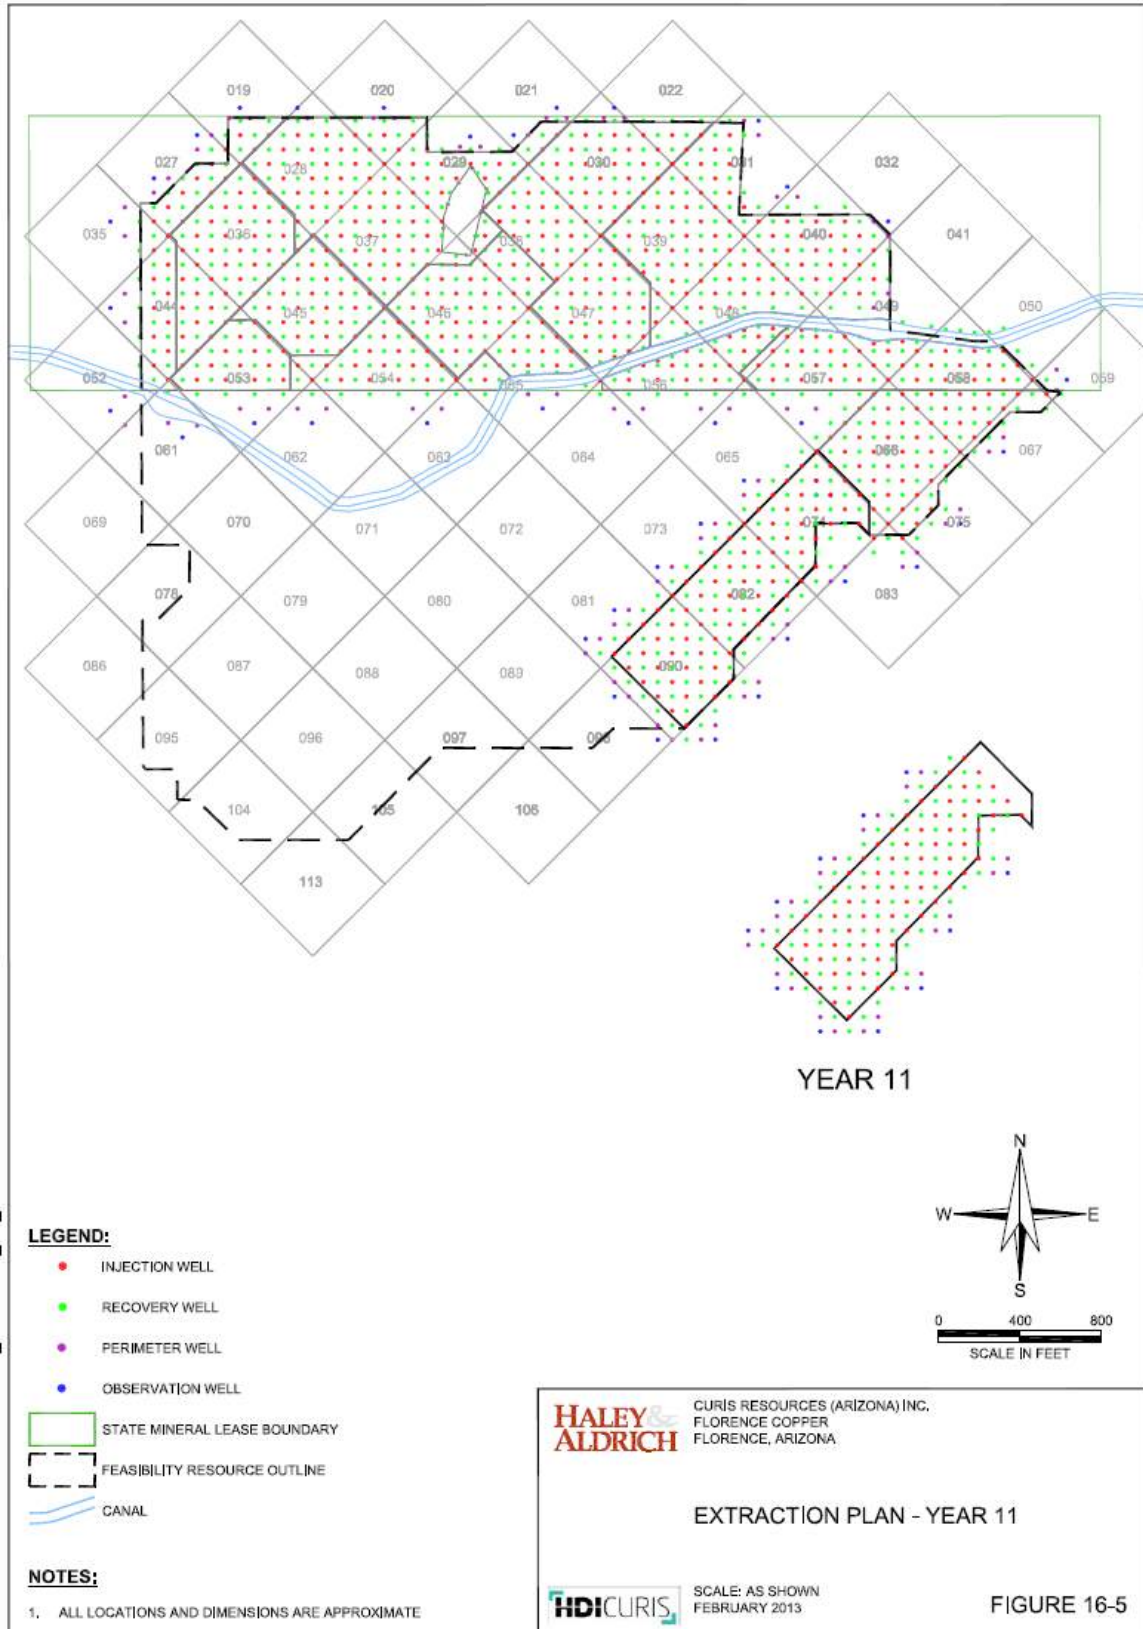 019 020 021 022
027 028 029 030 031 032
035 036 037 038 039 040 041
044 045 046 047 048 049 050
052 053 054 055 056 057 058 059
061 062 063 064 065 066 067
069 070 071 072 073 074 075
078 079 080 081 082 083
086 087 088 089 090
095 096 097 098
104 105 106
113
YEAR 11
N
W E
S
0 400 800
SCALE IN FEET
LEGEND:
INJECTION WELL
RECOVERY WELL
PERIMETER WELL
OBSERVATION WELL
STATE MINERAL LEASE BOUNDARY
FEASIBILITY RESOURCE OUTLINE
CANAL
NOTES:
1. ALL LOCATIONS AND DIMENSIONS ARE APPROXIMATE
HALEY &
ALDRICH
CURIS RESOURCES (ARIZONA) INC.
FLORENCE COPPER
FLORENCE, ARIZONA
EXTRACTION PLAN - YEAR 11
HDICURIS
SCALE: AS SHOWN
FEBRUARY 2013
FIGURE 16-5